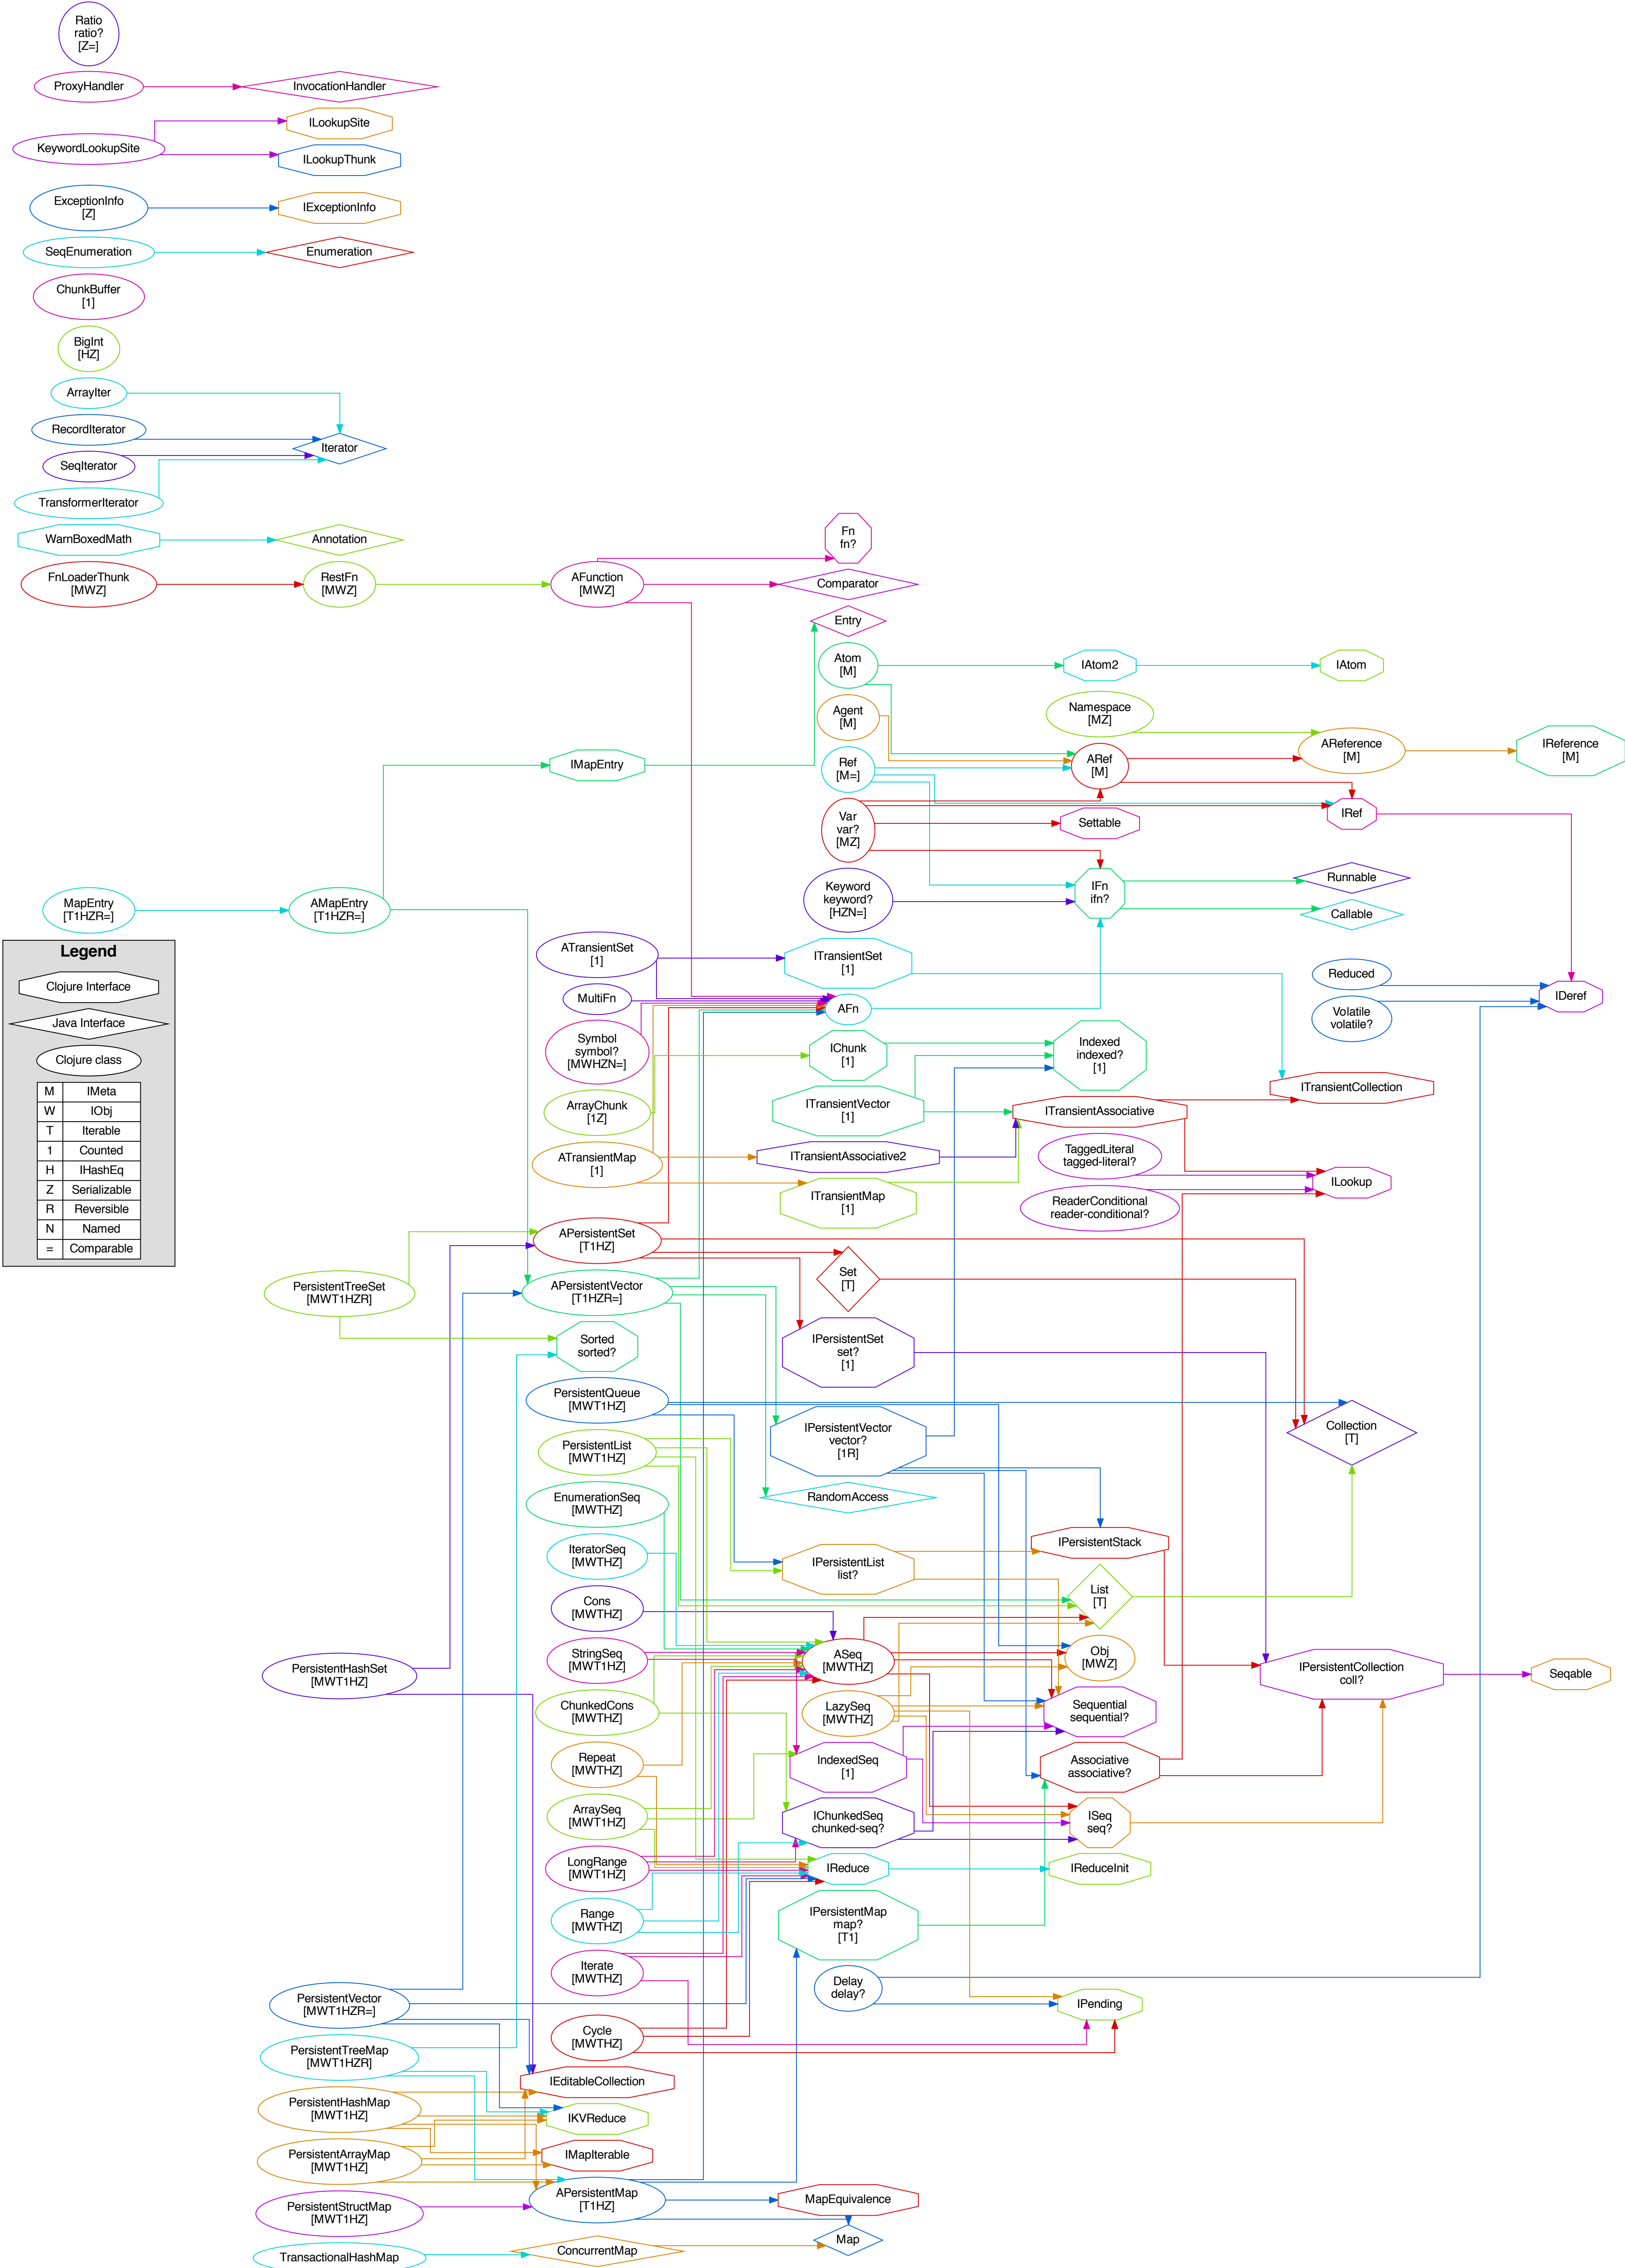 Ratio
ratio?
[Z=]
ProxyHandler
InvocationHandler
ILookupSite
KeywordLookupSite
ILookupThunk
ExceptionInfo
[Z]
IExceptionInfo
SeqEnumeration
Enumeration
ChunkBuffer
[1]
BigInt
[HZ]
ArrayIter
RecordIterator
Iterator
SeqIterator
TransformerIterator
WarnBoxedMath
Annotation
Fn
fn?
FnLoaderThunk
[MWZ]
RestFn
[MWZ]
AFunction
[MWZ]
Comparator
Entry
Atom
[M]
IAtom2
IAtom
Agent
[M]
Namespace
[MZ]
IMapEntry
Ref
[M=]
ARef
[M]
AReference
[M]
IReference
[M]
Var
var?
[MZ]
Settable
IRef
Keyword
keyword?
[HZN=]
IFn
ifn?
Runnable
Callable
MapEntry
[T1HZR=]
AMapEntry
[T1HZR=]
Legend
Clojure Interface
Java Interface
Clojure class
M IMeta
W IObj
T Iterable
1 Counted
H IHashEq
Z Serializable
R Reversible
N Named
= Comparable
ATransientSet
[1]
ITransientSet
[1]
Reduced
IDeref
MultiFn
AFn
Volatile
volatile?
Symbol
symbol?
[MWHZN=]
IChunk
[1]
Indexed
indexed?
[1]
ITransientCollection
ArrayChunk
[1Z]
ITransientVector
[1]
ITransientAssociative
ATransientMap
[1]
ITransientAssociative2
TaggedLiteral
tagged-literal?
ILookup
ITransientMap
[1]
ReaderConditional
reader-conditional?
APersistentSet
[T1HZ]
Set
[T]
PersistentTreeSet
[MWT1HZR]
APersistentVector
[T1HZR=]
Sorted
sorted?
IPersistentSet
set?
[1]
PersistentQueue
[MWT1HZ]
IPersistentVector
vector?
[1R]
Collection
[T]
PersistentList
[MWT1HZ]
EnumerationSeq
[MWTHZ]
RandomAccess
IteratorSeq
[MWTHZ]
IPersistentList
list?
IPersistentStack
Cons
[MWTHZ]
List
[T]
StringSeq
[MWT1HZ]
ASeq
[MWTHZ]
Obj
[MWZ]
PersistentHashSet
[MWT1HZ]
IPersistentCollection
coll?
Seqable
ChunkedCons
[MWTHZ]
LazySeq
[MWTHZ]
Sequential
sequential?
Repeat
[MWTHZ]
IndexedSeq
[1]
Associative
associative?
ArraySeq
[MWT1HZ]
IChunkedSeq
chunked-seq?
ISeq
seq?
LongRange
[MWT1HZ]
IReduce
IReduceInit
Range
[MWTHZ]
IPersistentMap
map?
[T1]
Iterate
[MWTHZ]
Delay
delay?
IPending
PersistentVector
[MWT1HZR=]
Cycle
[MWTHZ]
PersistentTreeMap
[MWT1HZR]
IEditableCollection
PersistentHashMap
[MWT1HZ]
IKVReduce
PersistentArrayMap
[MWT1HZ]
IMapIterable
PersistentStructMap
[MWT1HZ]
APersistentMap
[T1HZ]
MapEquivalence
Map
TransactionalHashMap
ConcurrentMap